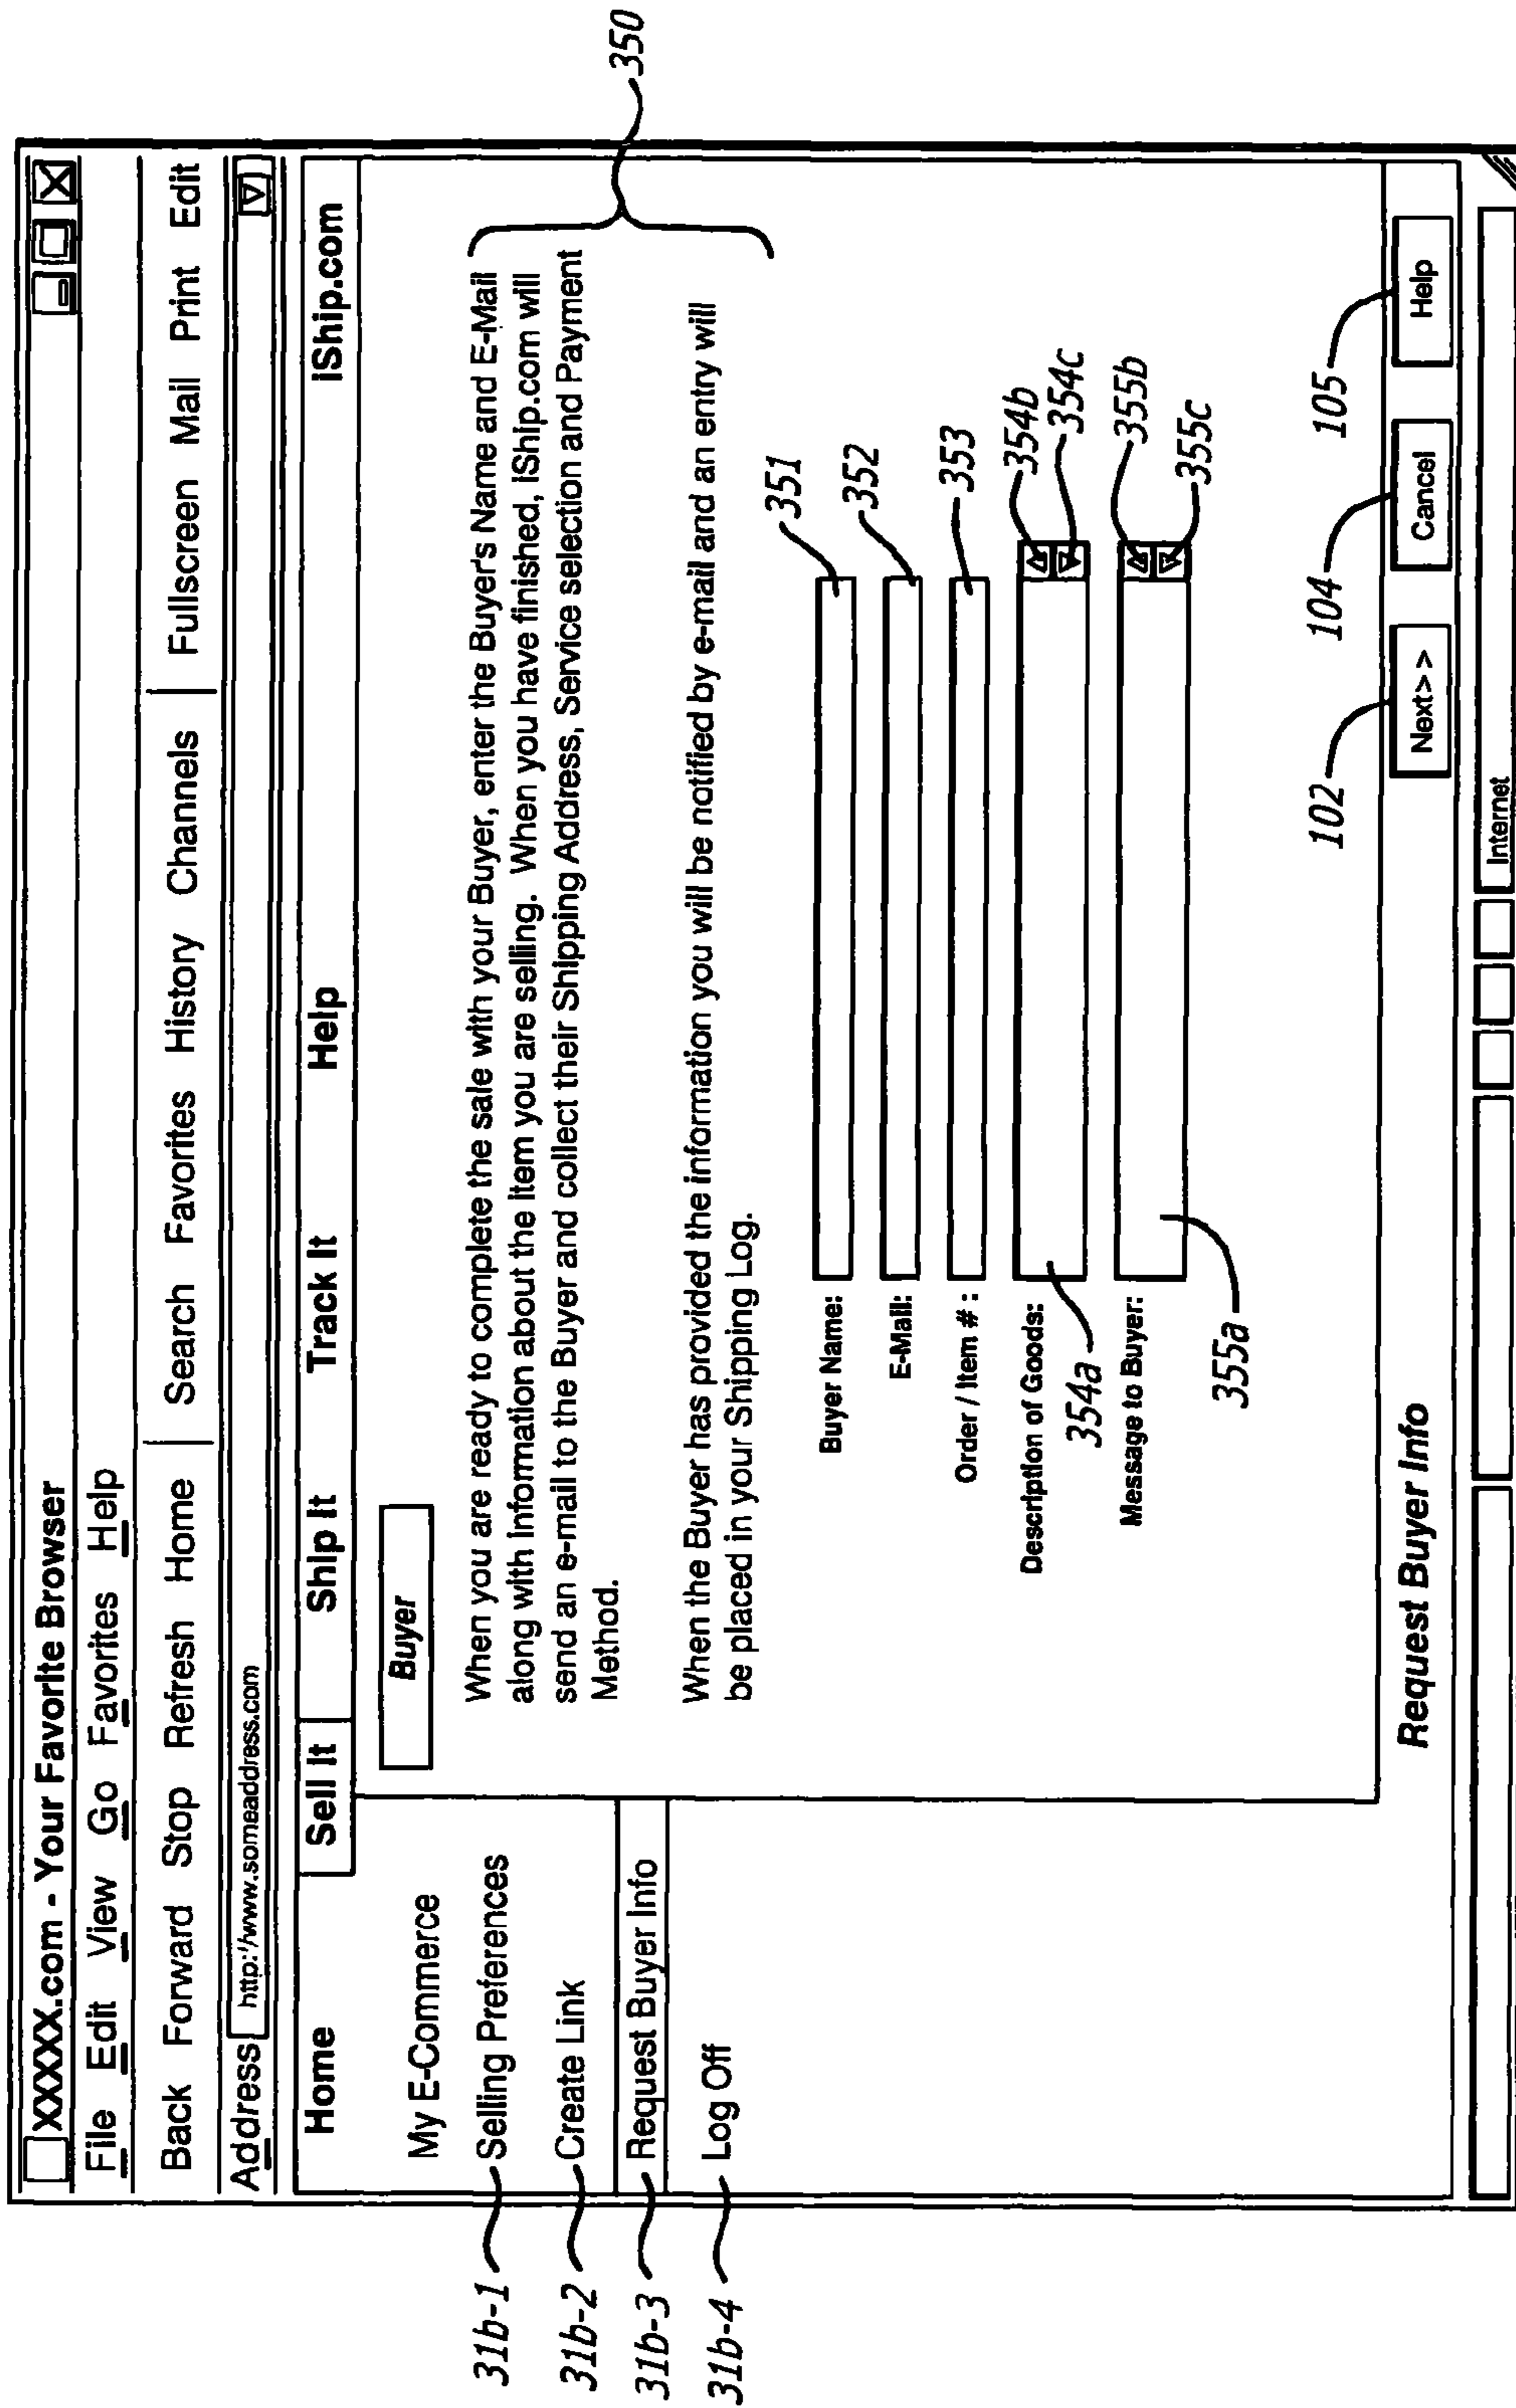 XXXXX.com - Your Favorite Browser
File Edit View Go Favorites Help
Back Forward Stop Refresh Home Search Favorites History Channels Fullscreen Mail Print Edit
Address http:'/www.someaddress.com
Home Sell It Ship It Track It Help iShip.com
My E-Commerce
31b-1 Selling Preferences
31b-2 Create Link
31b-3 Request Buyer Info
31b-4 Log Off
Buyer
When you are ready to complete the sale with your Buyer, enter the Buyer's Name and E-Mail
along with Information about the item you are selling. When you have finished, iShip.com will
send an e-mail to the Buyer and collect their Shipping Address, Service selection and Payment
Method.
350
When the Buyer has provided the information you will be notified by e-mail and an entry will
be placed in your Shipping Log.
Buyer Name: 351
E-Mail: 352
Order / Item # : 353
Description of Goods: 354a 354b 354c
Message to Buyer: 355a 355b 355c
102 104 105
Request Buyer Info Next>> Cancel Help
Internet